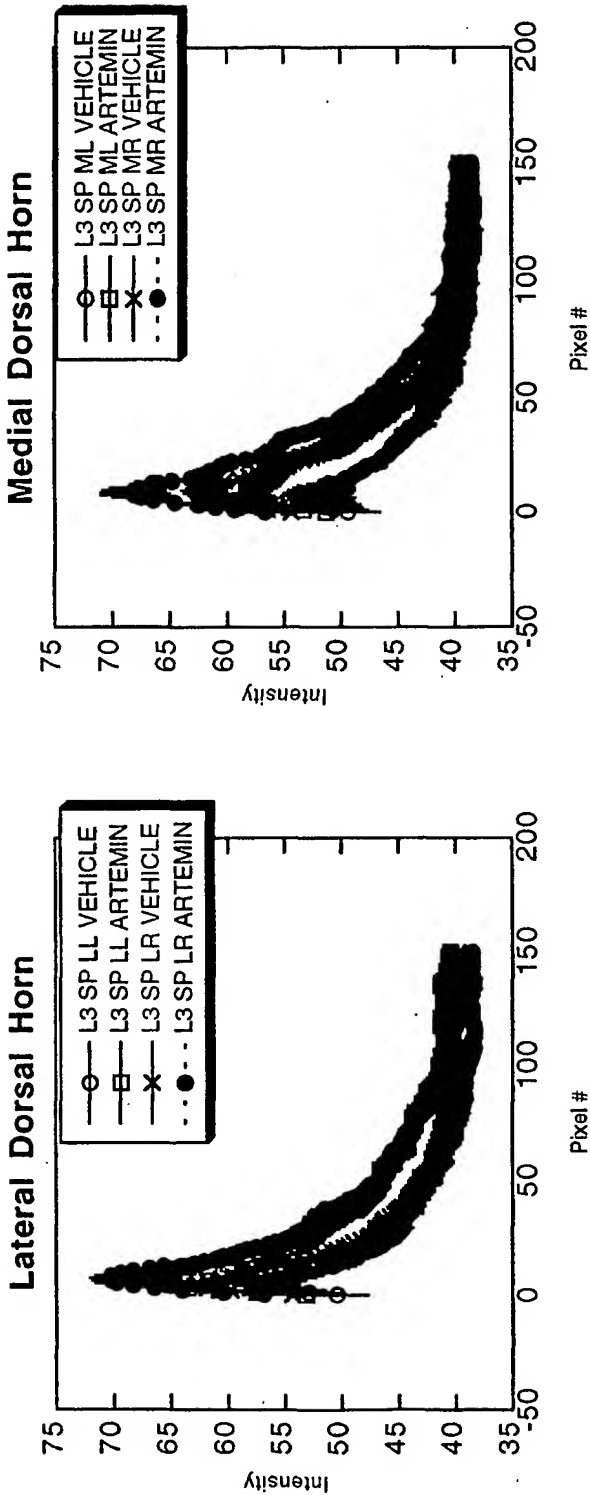 Lateral Dorsal Horn
L3 SP LL VEHICLE
L3 SP LL ARTEMIN
L3 SP LR VEHICLE
L3 SP LR ARTEMIN
75
70
65
60
55
50
45
40
35
Intensity
-50
0
50
100
150
200
Pixel #
Medial Dorsal Horn
L3 SP ML VEHICLE
L3 SP ML ARTEMIN
L3 SP MR VEHICLE
L3 SP MR ARTEMIN
75
70
65
60
55
50
45
40
35
Intensity
-50
0
50
100
150
200
Pixel #